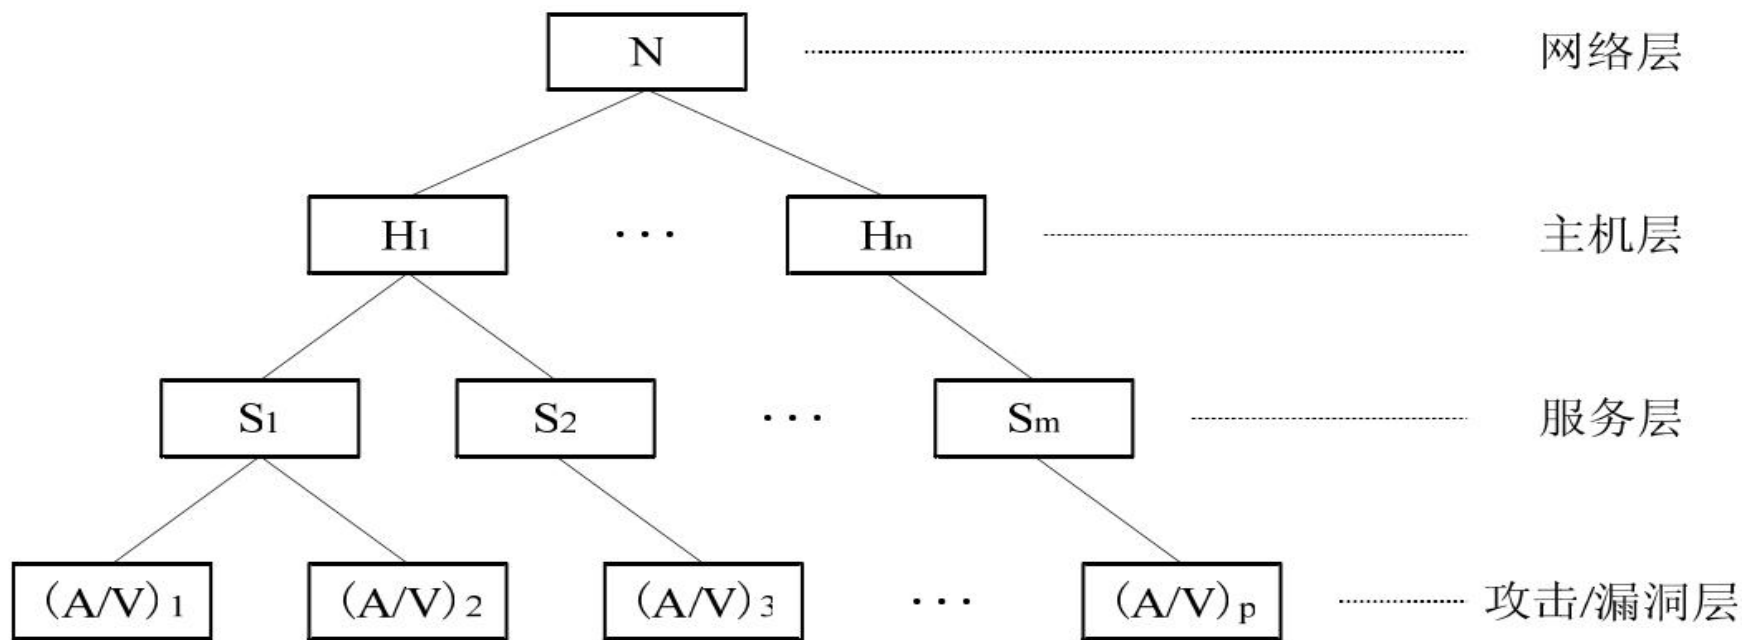 N 网络层
H1 ··· Hn 主机层
S1 S2 ··· Sm 服务层
(A/V)1 (A/V)2 (A/V)3 ··· (A/V)p 攻击/漏洞层